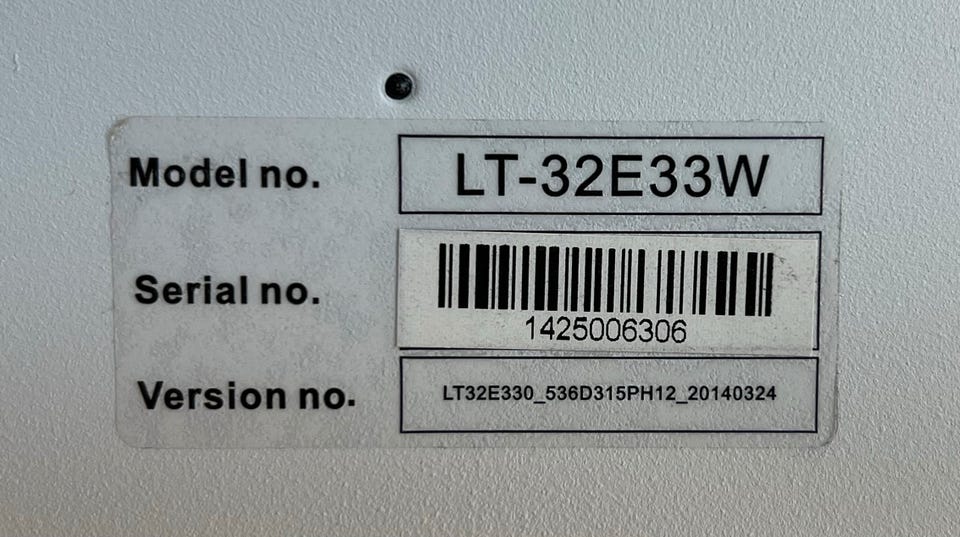 Model no. LT-32E33W
Serial no. 1425006306
Version no. LT32E330_536D315PH12_20140324